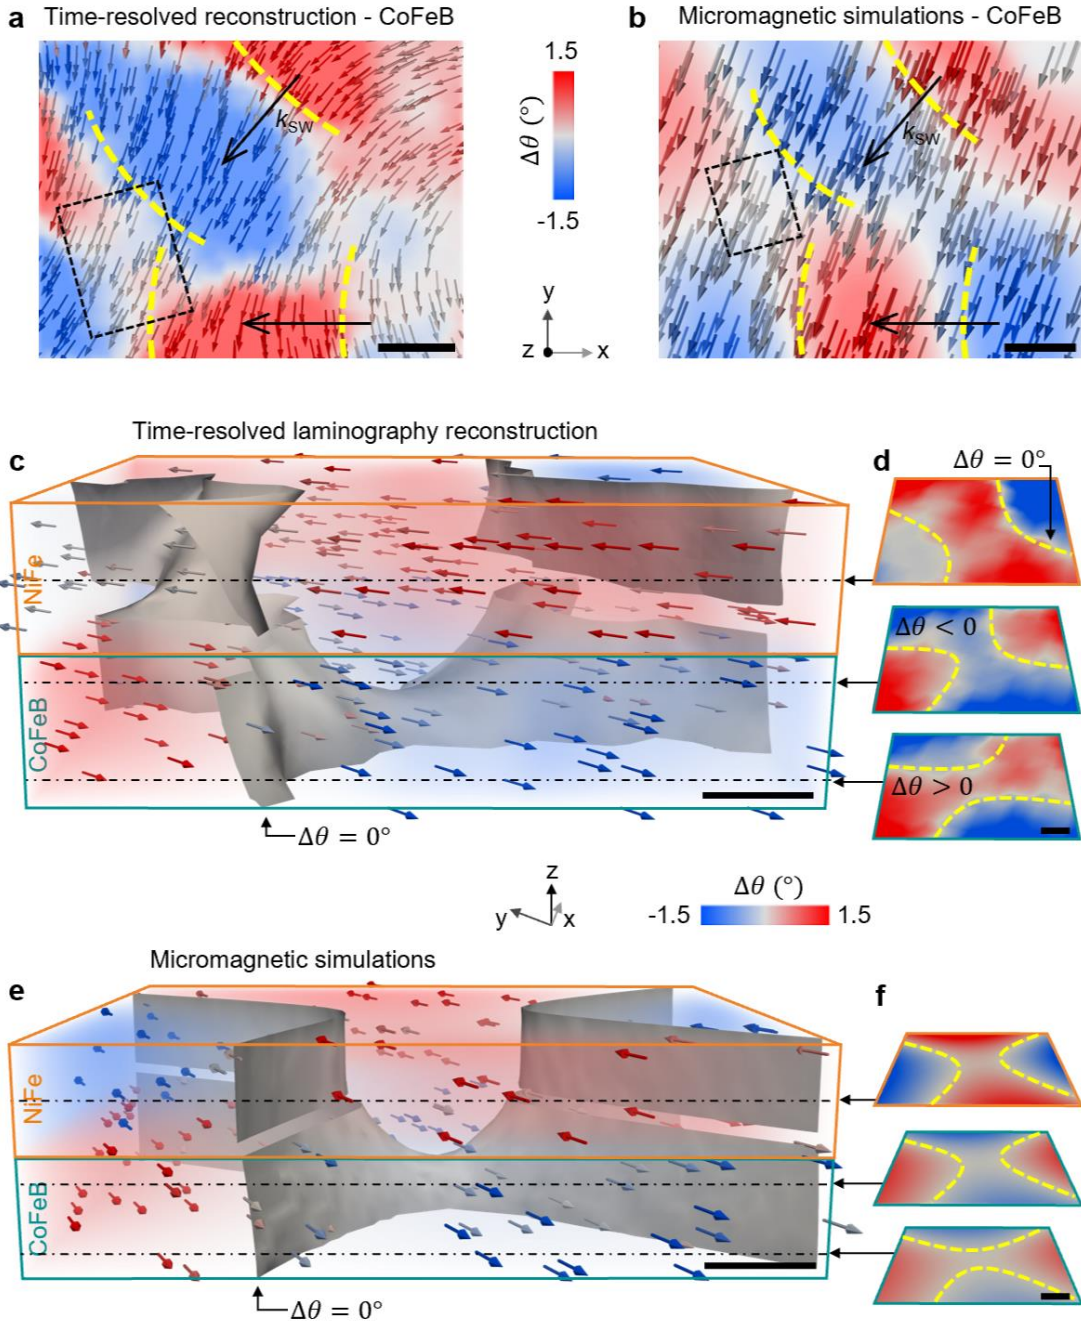 a Time-resolved reconstruction - CoFeB
b Micromagnetic simulations - CoFeB
1.5
Δθ (°)
-1.5
k_SW
k_SW
y
z x
Time-resolved laminography reconstruction
c
d
Δθ = 0°
NiFe
Δθ < 0
CoFeB
Δθ > 0
Δθ = 0°
z
y x
Δθ (°)
-1.5 1.5
Micromagnetic simulations
e
f
NiFe
CoFeB
Δθ = 0°